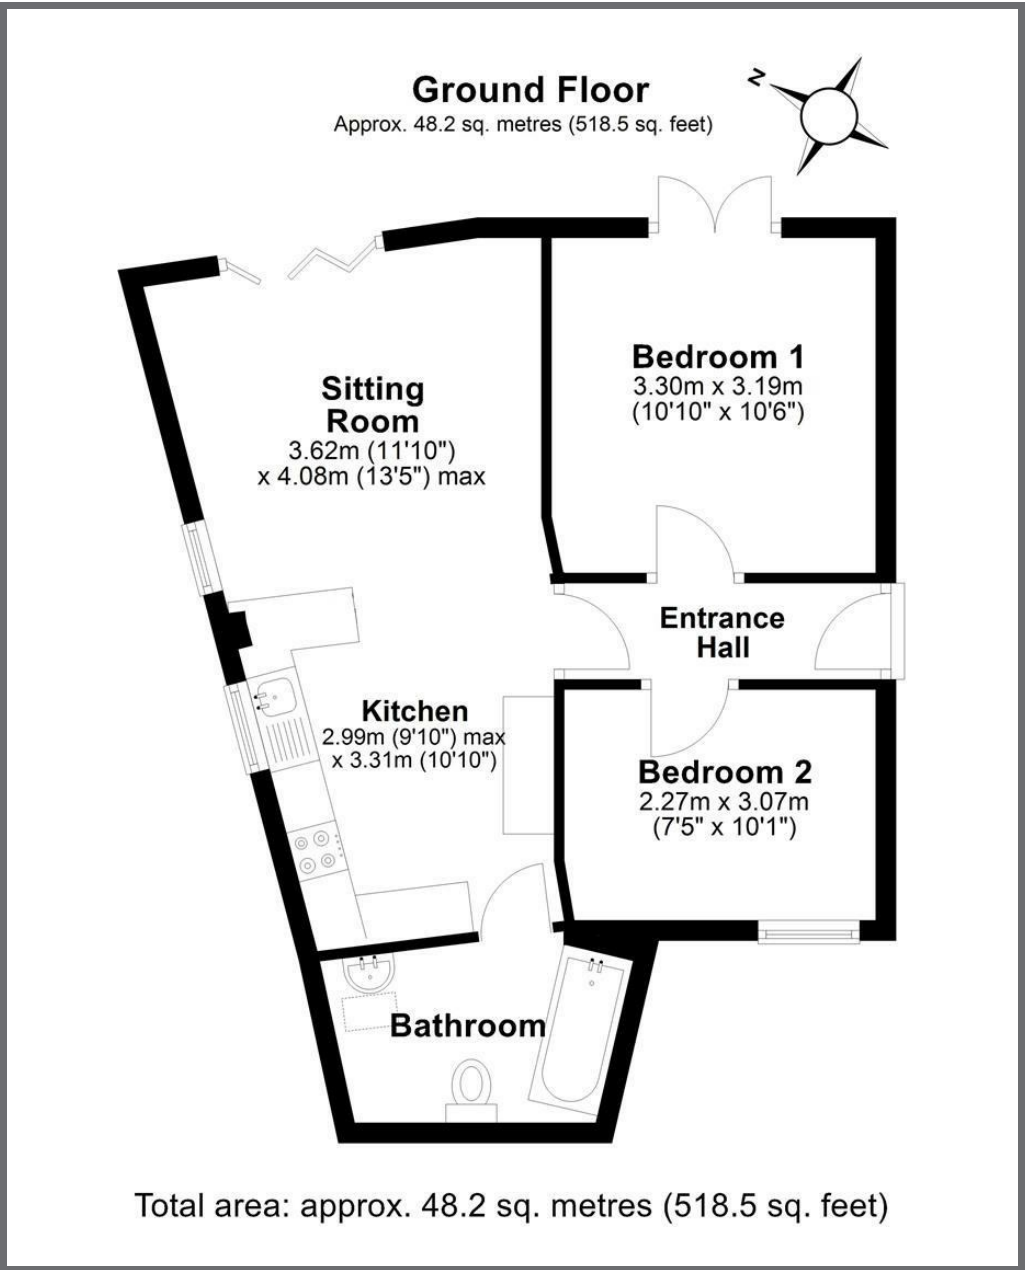 Ground Floor
Approx. 48.2 sq. metres (518.5 sq. feet)
N
Sitting
Room
3.62m (11'10")
x 4.08m (13'5") max
Bedroom 1
3.30m x 3.19m
(10'10" x 10'6")
Entrance
Hall
Kitchen
2.99m (9'10") max
x 3.31m (10'10")
Bedroom 2
2.27m x 3.07m
(7'5" x 10'1")
Bathroom
Total area: approx. 48.2 sq. metres (518.5 sq. feet)